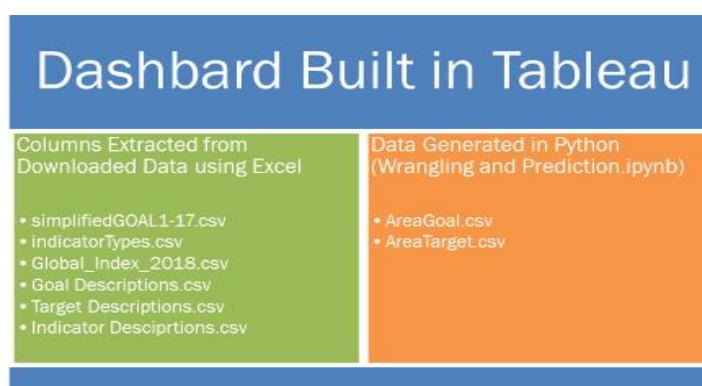 Dashbard Built in Tableau
Columns Extracted from
Downloaded Data using Excel
• simplifiedGOAL1-17.csv
• indicatorTypes.csv
• Global_Index_2018.csv
• Goal Descriptions.csv
• Target Descriptions.csv
• Indicator Desciprtions.csv
Data Generated in Python
(Wrangling and Prediction.ipynb)
• AreaGoal.csv
• AreaTarget.csv